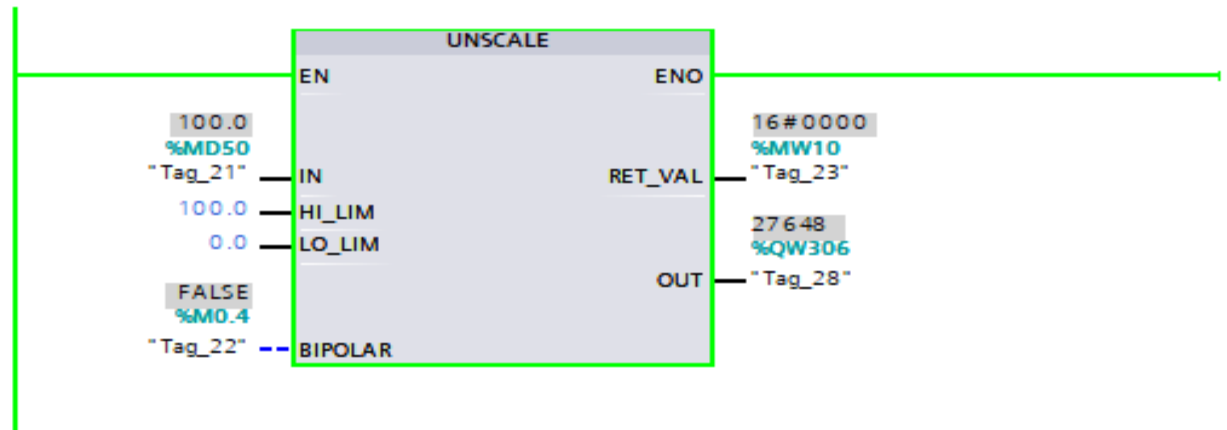 UNSCALE
EN ENO
100.0 16#0000
%MD50 %MW10
"Tag_21" IN RET_VAL "Tag_23"
100.0 HI_LIM 27648
0.0 LO_LIM %QW306
OUT "Tag_28"
FALSE
%M0.4
"Tag_22" BIPOLAR